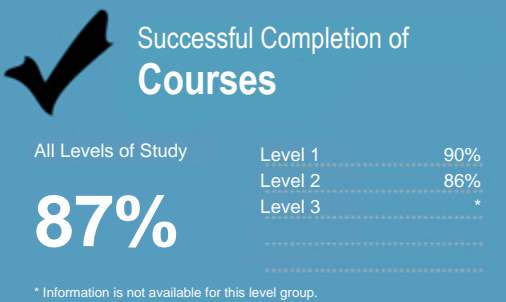 Successful Completion of
Courses
All Levels of Study
87%
Level 1 90%
Level 2 86%
Level 3 *
* Information is not available for this level group.